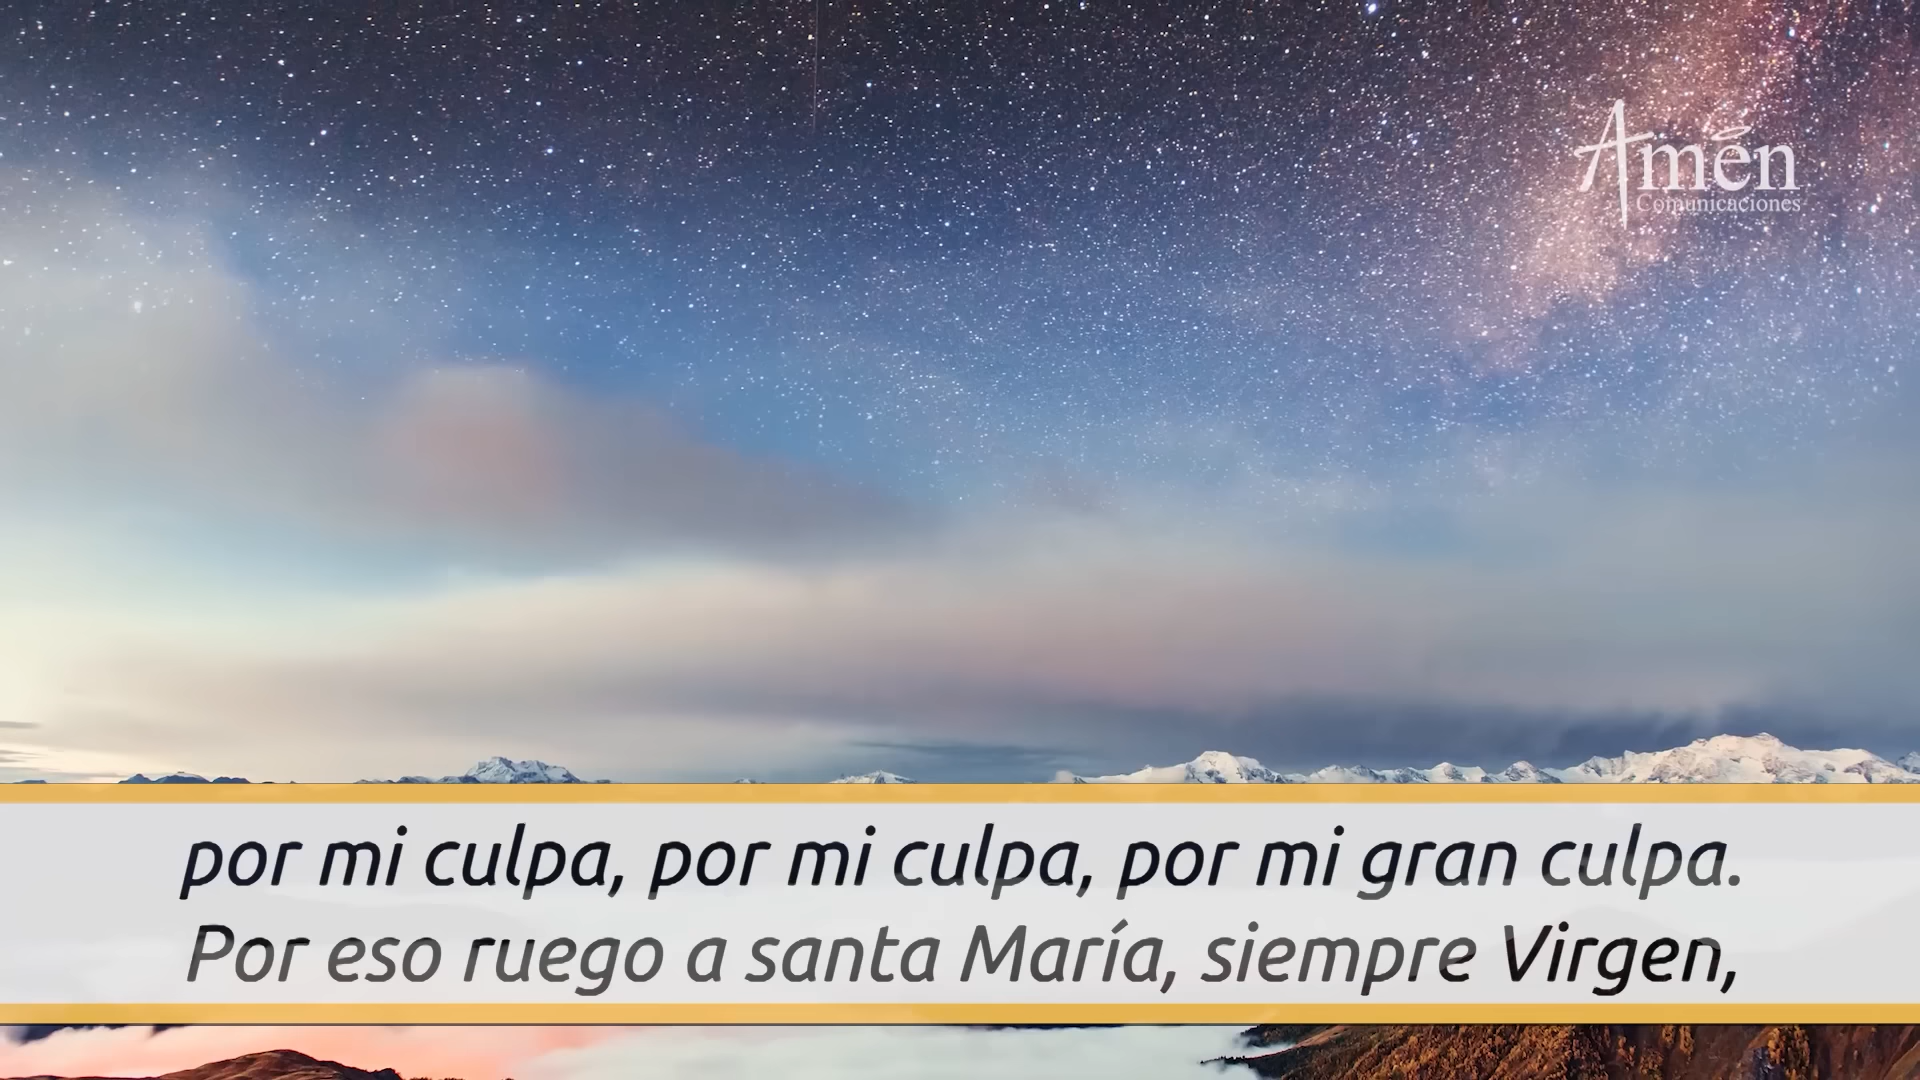 Amén
Comunicaciones
por mi culpa, por mi culpa, por mi gran culpa.
Por eso ruego a santa María, siempre Virgen,